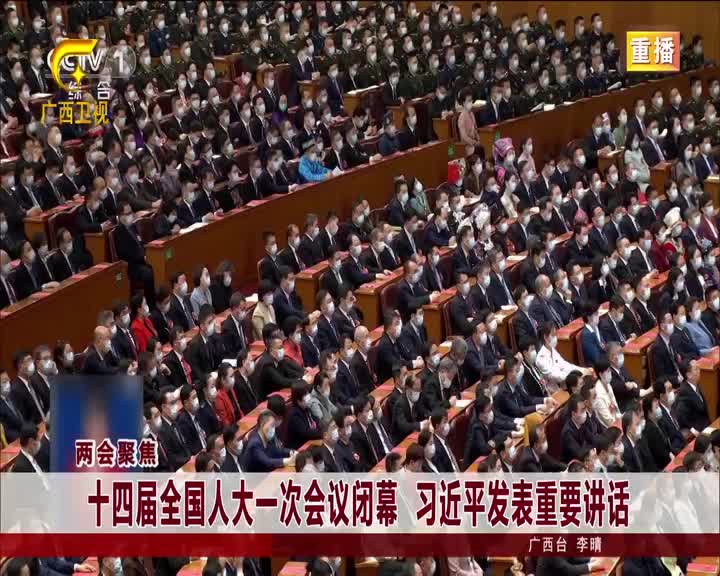 CCTV 1
综合
广西卫视
重播
两会聚焦
十四届全国人大一次会议闭幕 习近平发表重要讲话
广西台 李晴